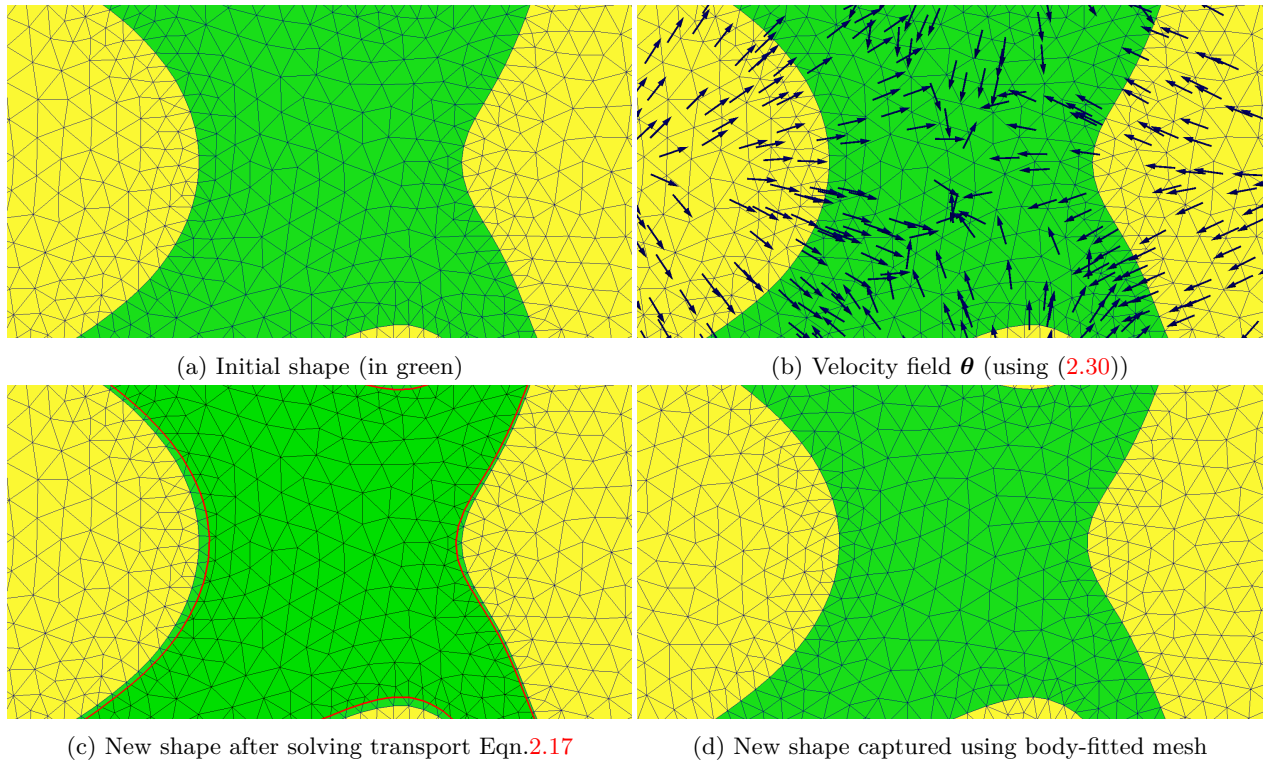 (a) Initial shape (in green)
(b) Velocity field θ (using (2.30))
(c) New shape after solving transport Eqn.2.17
(d) New shape captured using body-fitted mesh